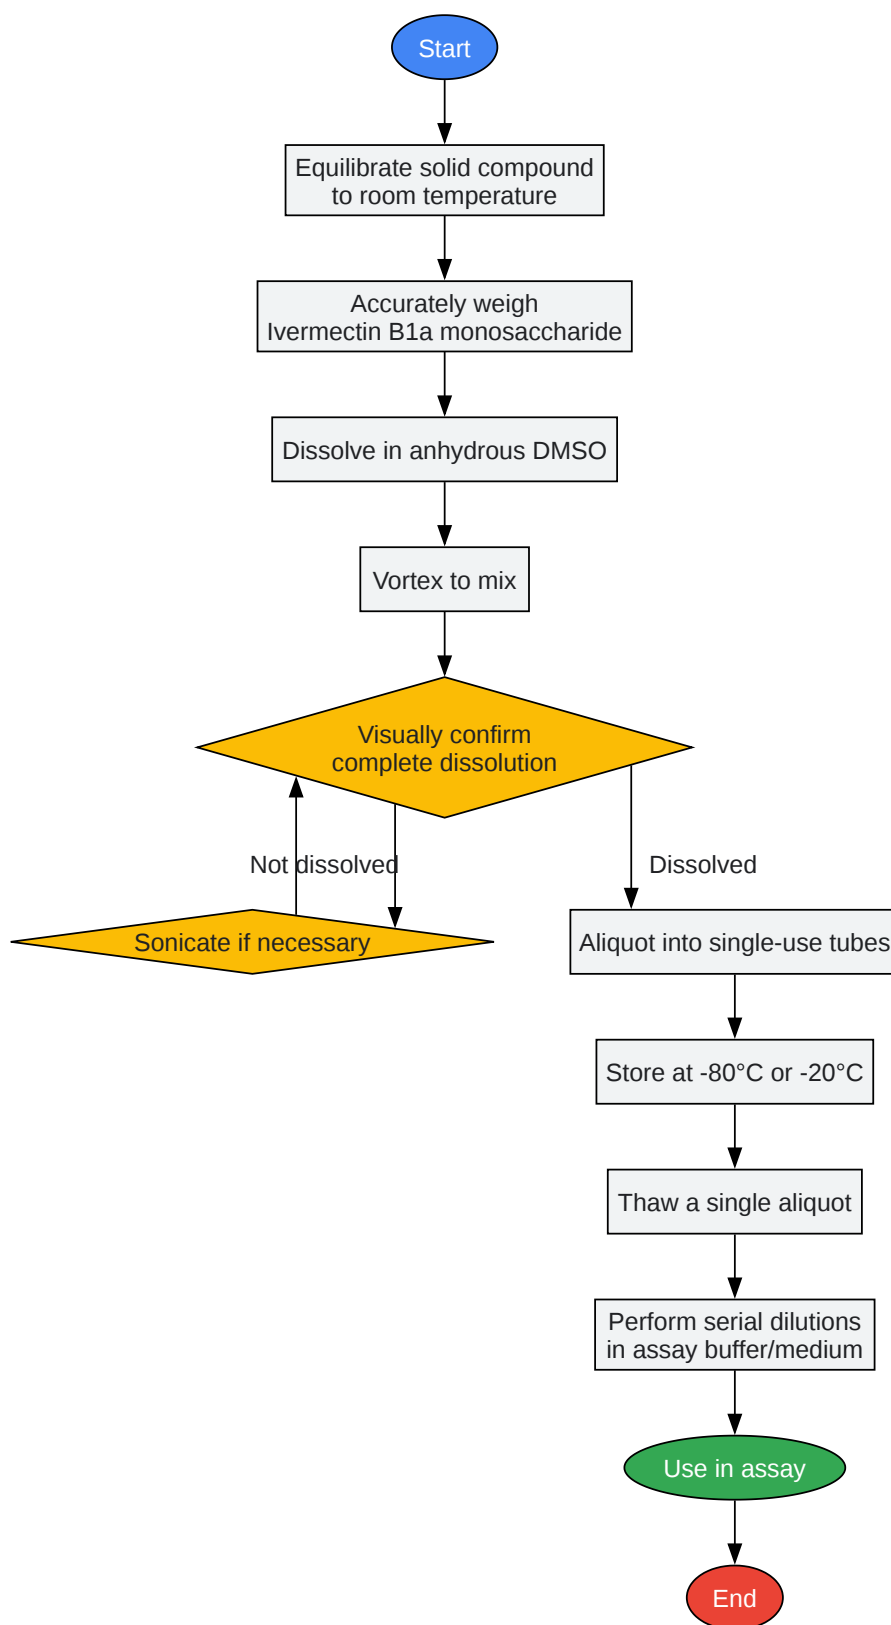 Start
Equilibrate solid compound
to room temperature
Accurately weigh
Ivermectin B1a monosaccharide
Dissolve in anhydrous DMSO
Vortex to mix
Visually confirm
complete dissolution
Not dissolved
Dissolved
Sonicate if necessary
Aliquot into single-use tubes
Store at -80°C or -20°C
Thaw a single aliquot
Perform serial dilutions
in assay buffer/medium
Use in assay
End